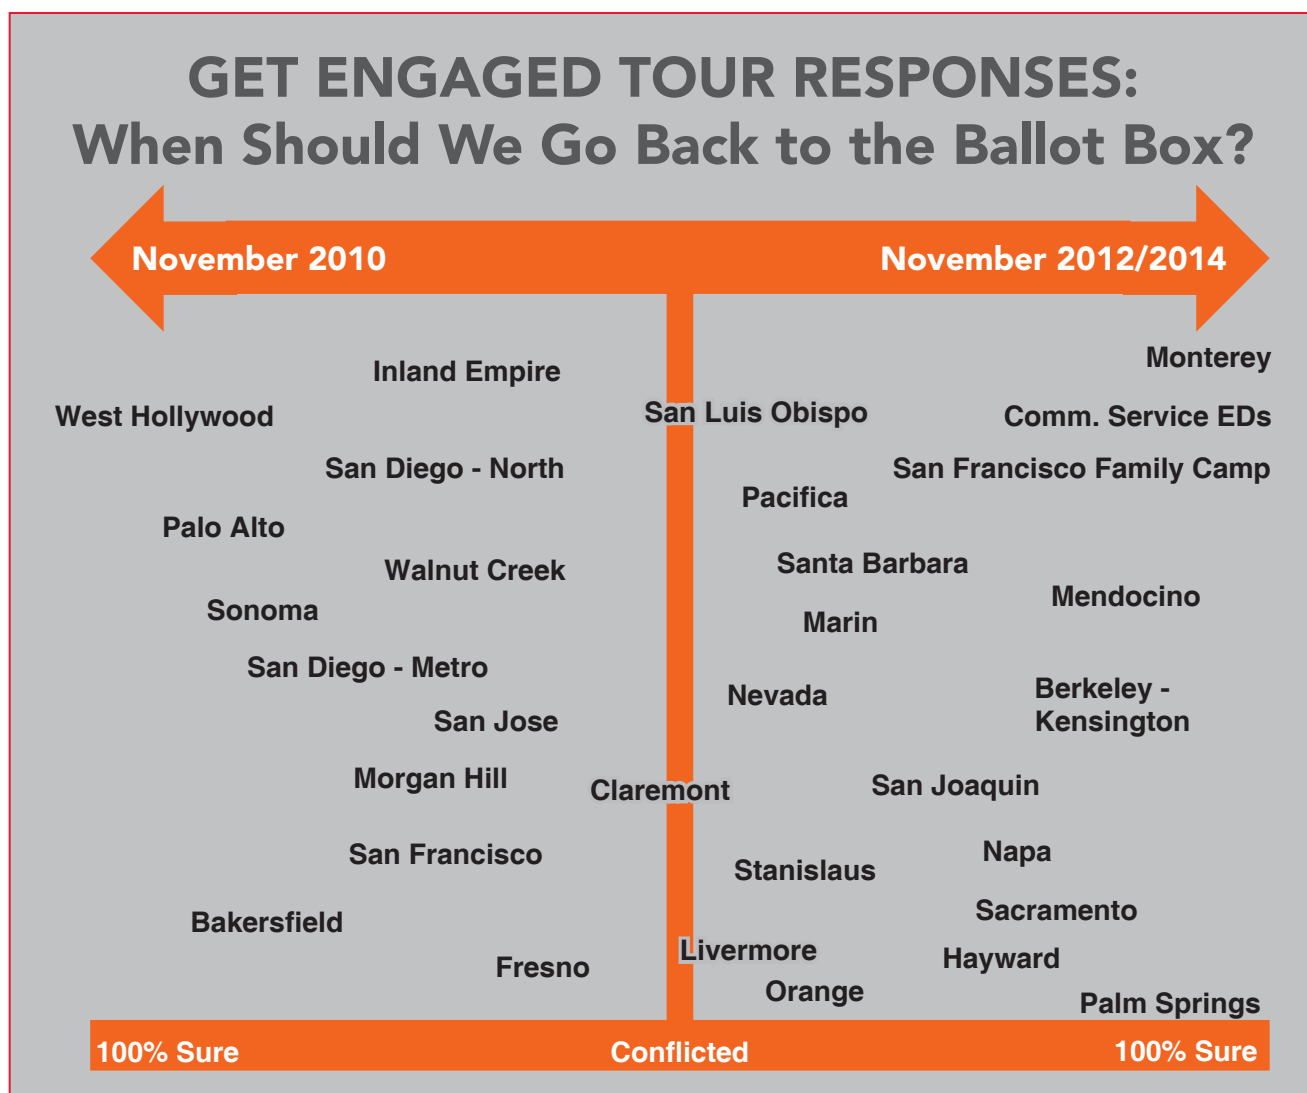 GET ENGAGED TOUR RESPONSES:
When Should We Go Back to the Ballot Box?
November 2010
November 2012/2014
Monterey
Inland Empire
San Luis Obispo
West Hollywood
Comm. Service EDs
San Diego - North
San Francisco Family Camp
Pacifica
Palo Alto
Santa Barbara
Walnut Creek
Mendocino
Sonoma
Marin
San Diego - Metro
Nevada
Berkeley -
Kensington
San Jose
Morgan Hill
San Joaquin
Claremont
San Francisco
Napa
Stanislaus
Sacramento
Bakersfield
Livermore
Hayward
Fresno
Orange
Palm Springs
100% Sure
Conflicted
100% Sure